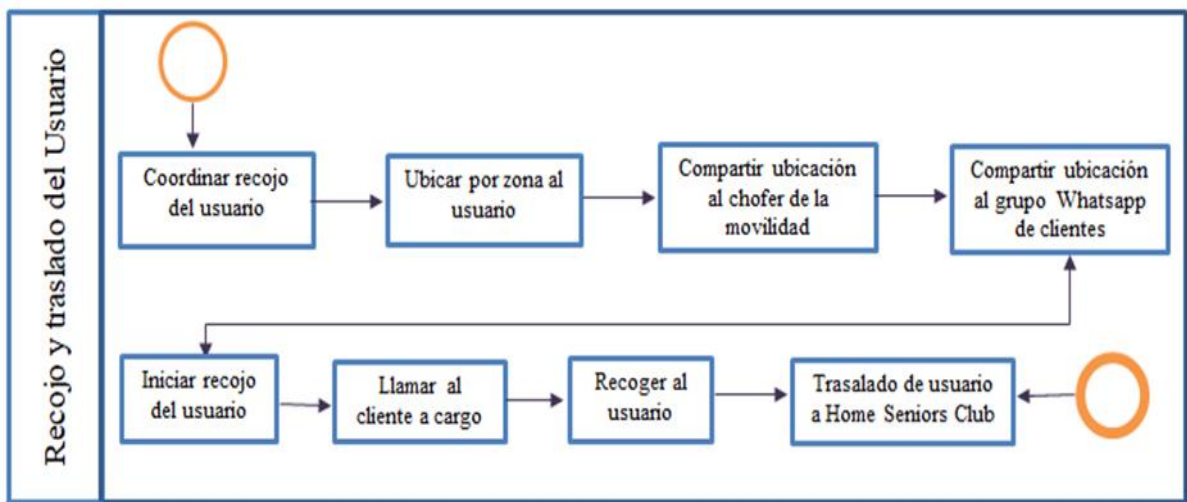 Recojo y traslado del Usuario
Coordinar recojo
del usuario
Ubicar por zona al
usuario
Compartir ubicación
al chofer de la
movilidad
Compartir ubicación
al grupo Whatsapp
de clientes
Iniciar recojo
del usuario
Llamar al
cliente a cargo
Recoger al
usuario
Trasalado de usuario
a Home Seniors Club